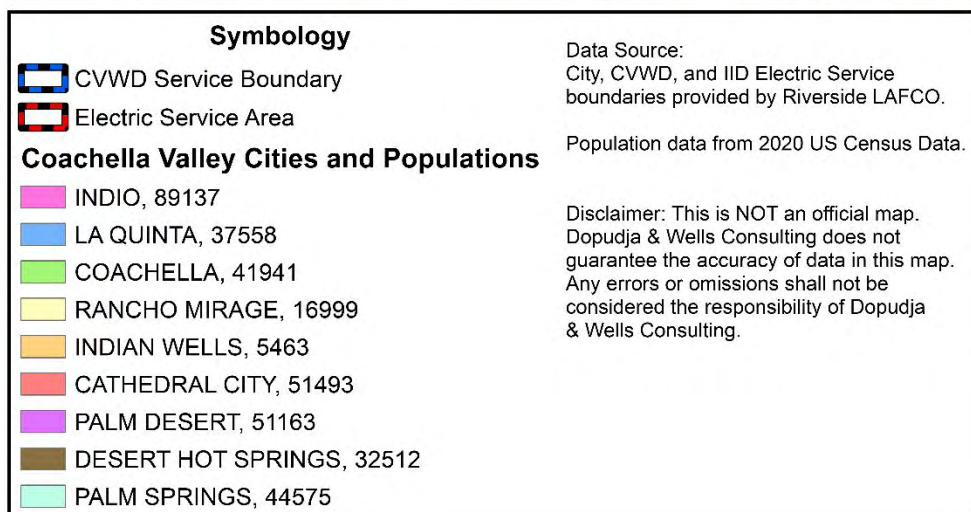 Symbology
CVWD Service Boundary
Electric Service Area
Coachella Valley Cities and Populations
INDIO, 89137
LA QUINTA, 37558
COACHELLA, 41941
RANCHO MIRAGE, 16999
INDIAN WELLS, 5463
CATHEDRAL CITY, 51493
PALM DESERT, 51163
DESERT HOT SPRINGS, 32512
PALM SPRINGS, 44575
Data Source:
City, CVWD, and IID Electric Service
boundaries provided by Riverside LAFCO.
Population data from 2020 US Census Data.
Disclaimer: This is NOT an official map.
Dopudja & Wells Consulting does not
guarantee the accuracy of data in this map.
Any errors or omissions shall not be
considered the responsibility of Dopudja
& Wells Consulting.